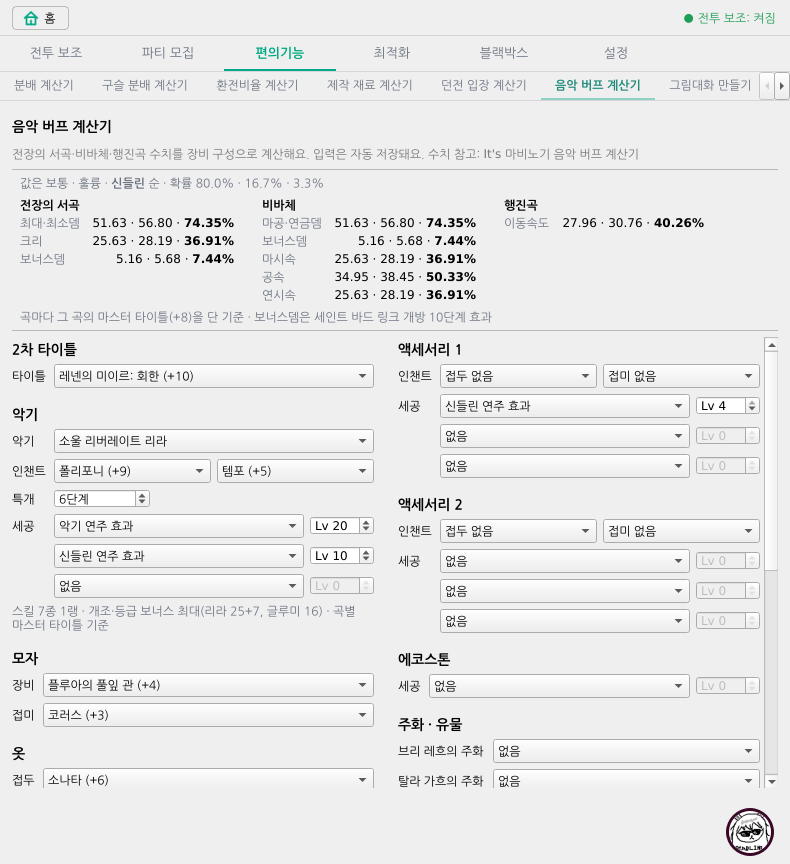 홈
전투 보조: 켜짐
전투 보조 파티 모집 편의기능 최적화 블랙박스 설정
분배 계산기 구슬 분배 계산기 환전비율 계산기 제작 재료 계산기 던전 입장 계산기 음악 버프 계산기 그림대화 만들기
음악 버프 계산기
전장의 서곡·비바체·행진곡 수치를 장비 구성으로 계산해요. 입력은 자동 저장돼요. 수치 참고: It's 마비노기 음악 버프 계산기
값은 보통 · 훌륭 · 신들린 순 · 확률 80.0% · 16.7% · 3.3%
전장의 서곡
최대·최소뎀 51.63 · 56.80 · 74.35%
크리 25.63 · 28.19 · 36.91%
보너스뎀 5.16 · 5.68 · 7.44%
비바체
마공·연금뎀 51.63 · 56.80 · 74.35%
보너스뎀 5.16 · 5.68 · 7.44%
마시속 25.63 · 28.19 · 36.91%
공속 34.95 · 38.45 · 50.33%
연시속 25.63 · 28.19 · 36.91%
행진곡
이동속도 27.96 · 30.76 · 40.26%
곡마다 그 곡의 마스터 타이틀(+8)을 단 기준 · 보너스뎀은 세인트 바드 링크 개방 10단계 효과
2차 타이틀
타이틀 레넨의 미이르: 회한 (+10)
악기
악기 소울 리버레이트 리라
인챈트 폴리포니 (+9) 템포 (+5)
특개 6단계
세공 악기 연주 효과 Lv 20
신들린 연주 효과 Lv 10
없음 Lv 0
스킬 7종 1랭 · 개조·등급 보너스 최대(리라 25+7, 글루미 16) · 곡별
마스터 타이틀 기준
모자
장비 플루아의 풀잎 관 (+4)
접미 코러스 (+3)
옷
접두 소나타 (+6)
액세서리 1
인챈트 접두 없음 접미 없음
세공 신들린 연주 효과 Lv 4
없음 Lv 0
없음 Lv 0
액세서리 2
인챈트 접두 없음 접미 없음
세공 없음 Lv 0
없음 Lv 0
없음 Lv 0
에코스톤
세공 없음 Lv 0
주화 · 유물
브리 레흐의 주화 없음
탈라 가흐의 주화 없음